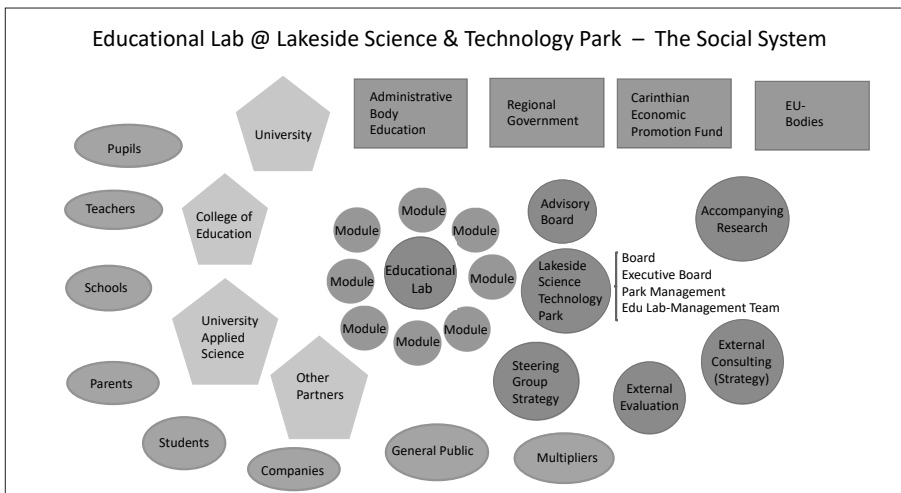 Educational Lab @ Lakeside Science & Technology Park – The Social System
University
Administrative
Body
Education
Regional
Government
Carinthian
Economic
Promotion Fund
EU-
Bodies
Pupils
Teachers
College of
Education
Module
Module
Module
Module
Educational
Lab
Module
Module
Module
Module
Advisory
Board
Accompanying
Research
Lakeside
Science
Technology
Park
Board
Executive Board
Park Management
Edu Lab-Management Team
Schools
University
Applied
Science
Other
Partners
Steering
Group
Strategy
External
Evaluation
External
Consulting
(Strategy)
Parents
Students
Companies
General Public
Multipliers